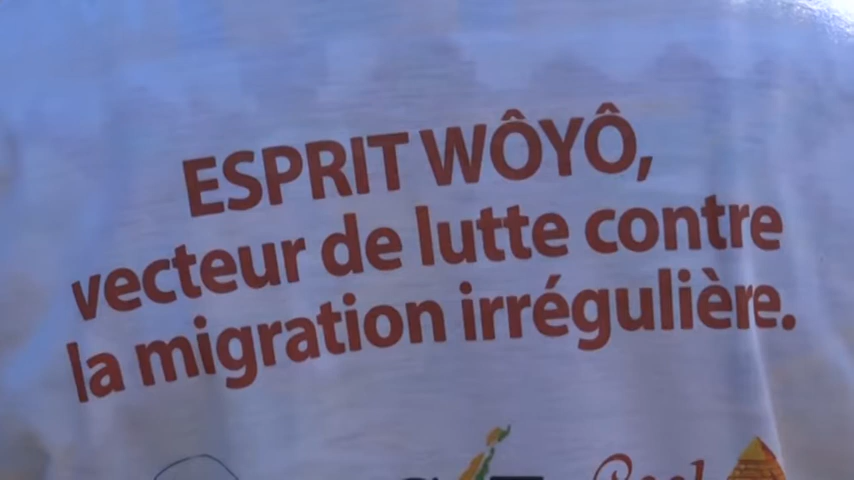 ESPRIT WÔYÔ,
vecteur de lutte contre
la migration irrégulière.